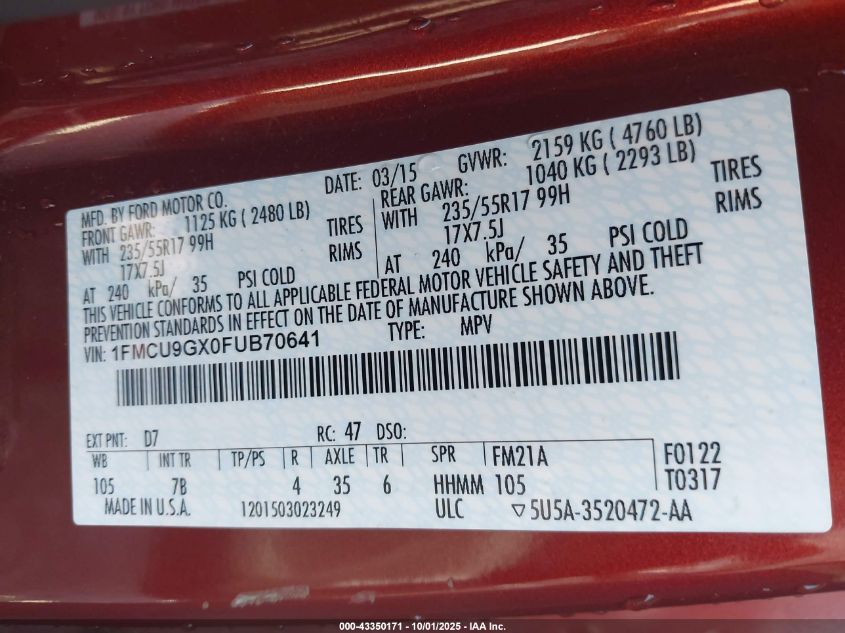 DATE: 03/15 GVWR: 2159 KG ( 4760 LB)
MFD. BY FORD MOTOR CO.
FRONT GAWR: 1125 KG ( 2480 LB)
WITH 235/55R17 99H TIRES
17X7.5J RIMS
AT 240 kPa/ 35 PSI COLD
REAR GAWR: 1040 KG ( 2293 LB)
WITH 235/55R17 99H TIRES
17X7.5J RIMS
AT 240 kPa/ 35 PSI COLD
THIS VEHICLE CONFORMS TO ALL APPLICABLE FEDERAL MOTOR VEHICLE SAFETY AND THEFT
PREVENTION STANDARDS IN EFFECT ON THE DATE OF MANUFACTURE SHOWN ABOVE.
VIN: 1FMCU9GX0FUB70641 TYPE: MPV
EXT PNT: D7 RC: 47 DSO:
WB INT TR TP/PS R AXLE TR SPR FM21A F0122
105 7B 4 35 6 HHMM 105 T0317
MADE IN U.S.A. 1201503023249 ULC 5U5A-3520472-AA
000-43350171 - 10/01/2025 - IAA Inc.